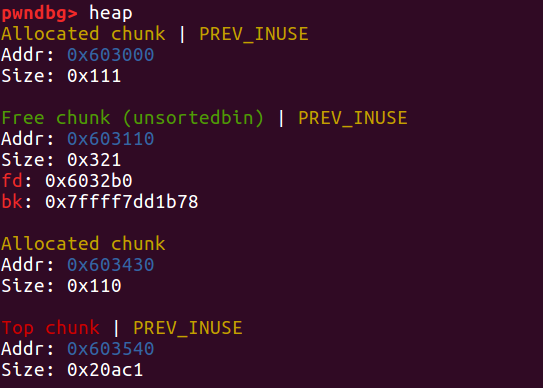 pwndbg> heap
Allocated chunk | PREV_INUSE
Addr: 0x603000
Size: 0x111
Free chunk (unsortedbin) | PREV_INUSE
Addr: 0x603110
Size: 0x321
fd: 0x6032b0
bk: 0x7ffff7dd1b78
Allocated chunk
Addr: 0x603430
Size: 0x110
Top chunk | PREV_INUSE
Addr: 0x603540
Size: 0x20ac1